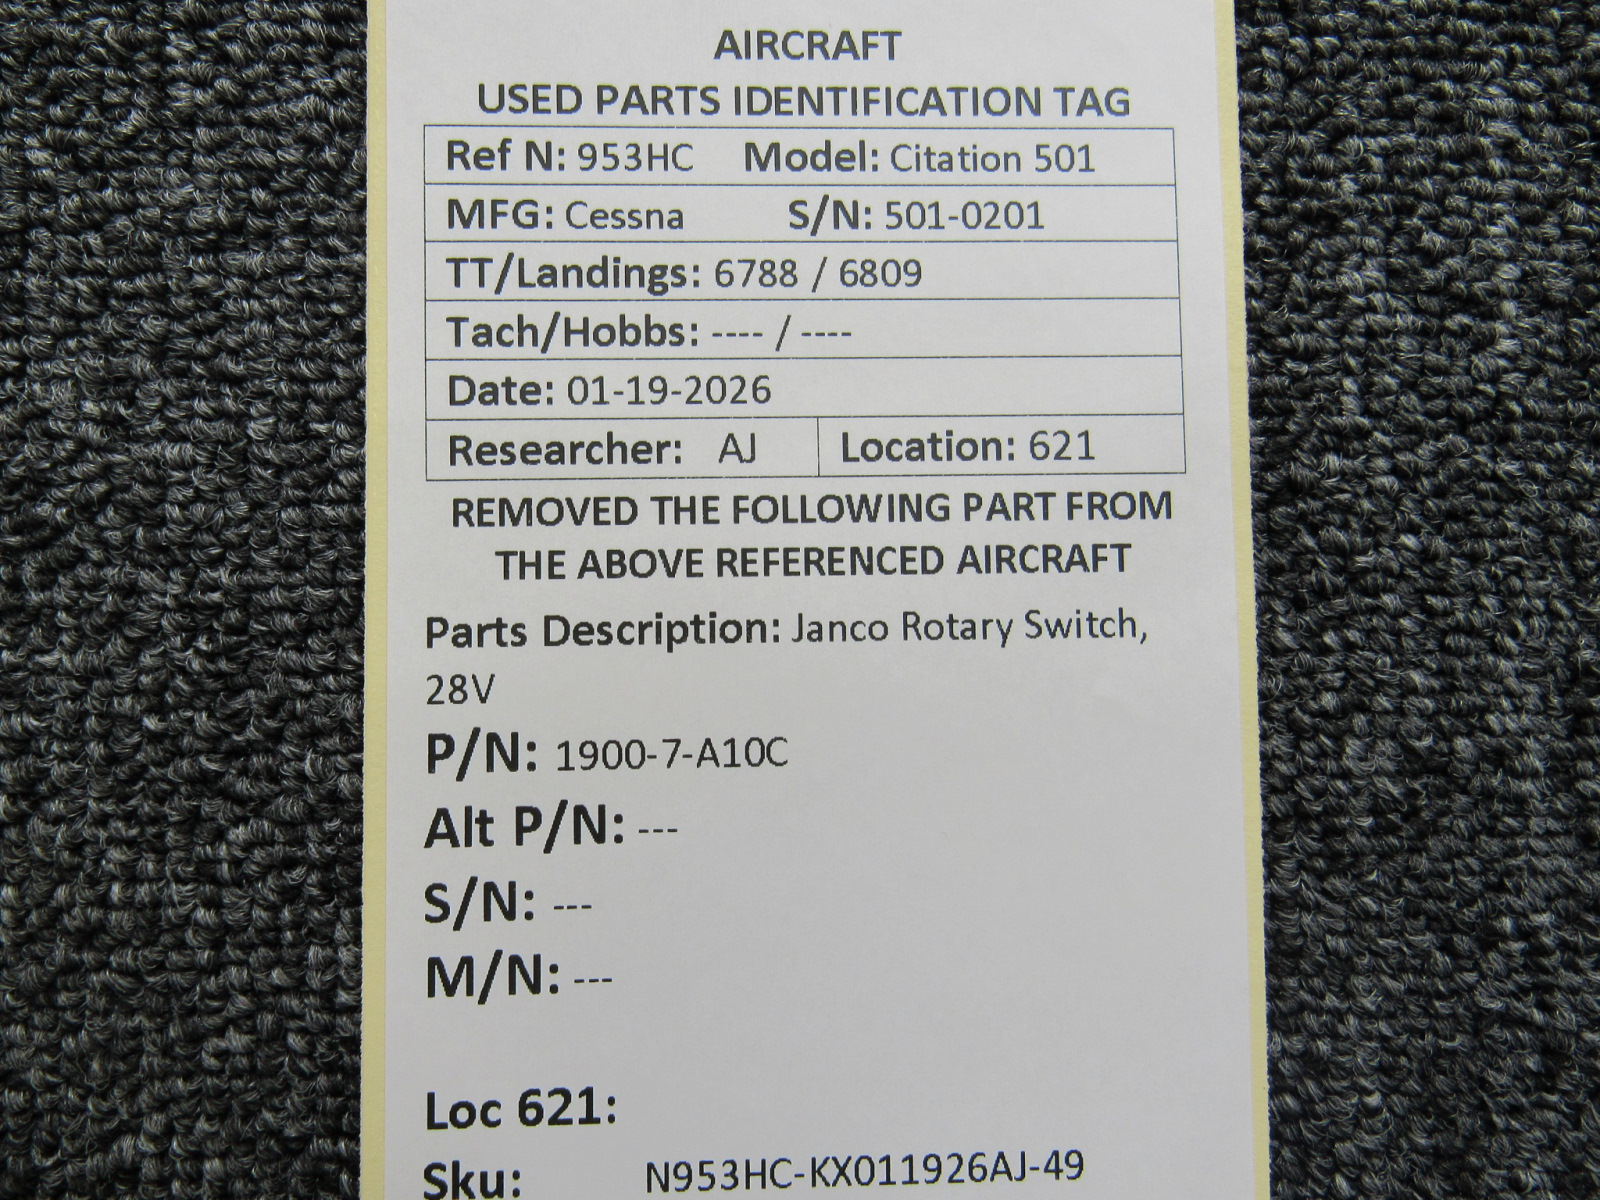 AIRCRAFT
USED PARTS IDENTIFICATION TAG
Ref N: 953HC Model: Citation 501
MFG: Cessna S/N: 501-0201
TT/Landings: 6788 / 6809
Tach/Hobbs: ---- / ----
Date: 01-19-2026
Researcher: AJ Location: 621
REMOVED THE FOLLOWING PART FROM
THE ABOVE REFERENCED AIRCRAFT
Parts Description: Janco Rotary Switch,
28V
P/N: 1900-7-A10C
Alt P/N: ---
S/N: ---
M/N: ---
Loc 621:
Sku: N953HC-KX011926AJ-49